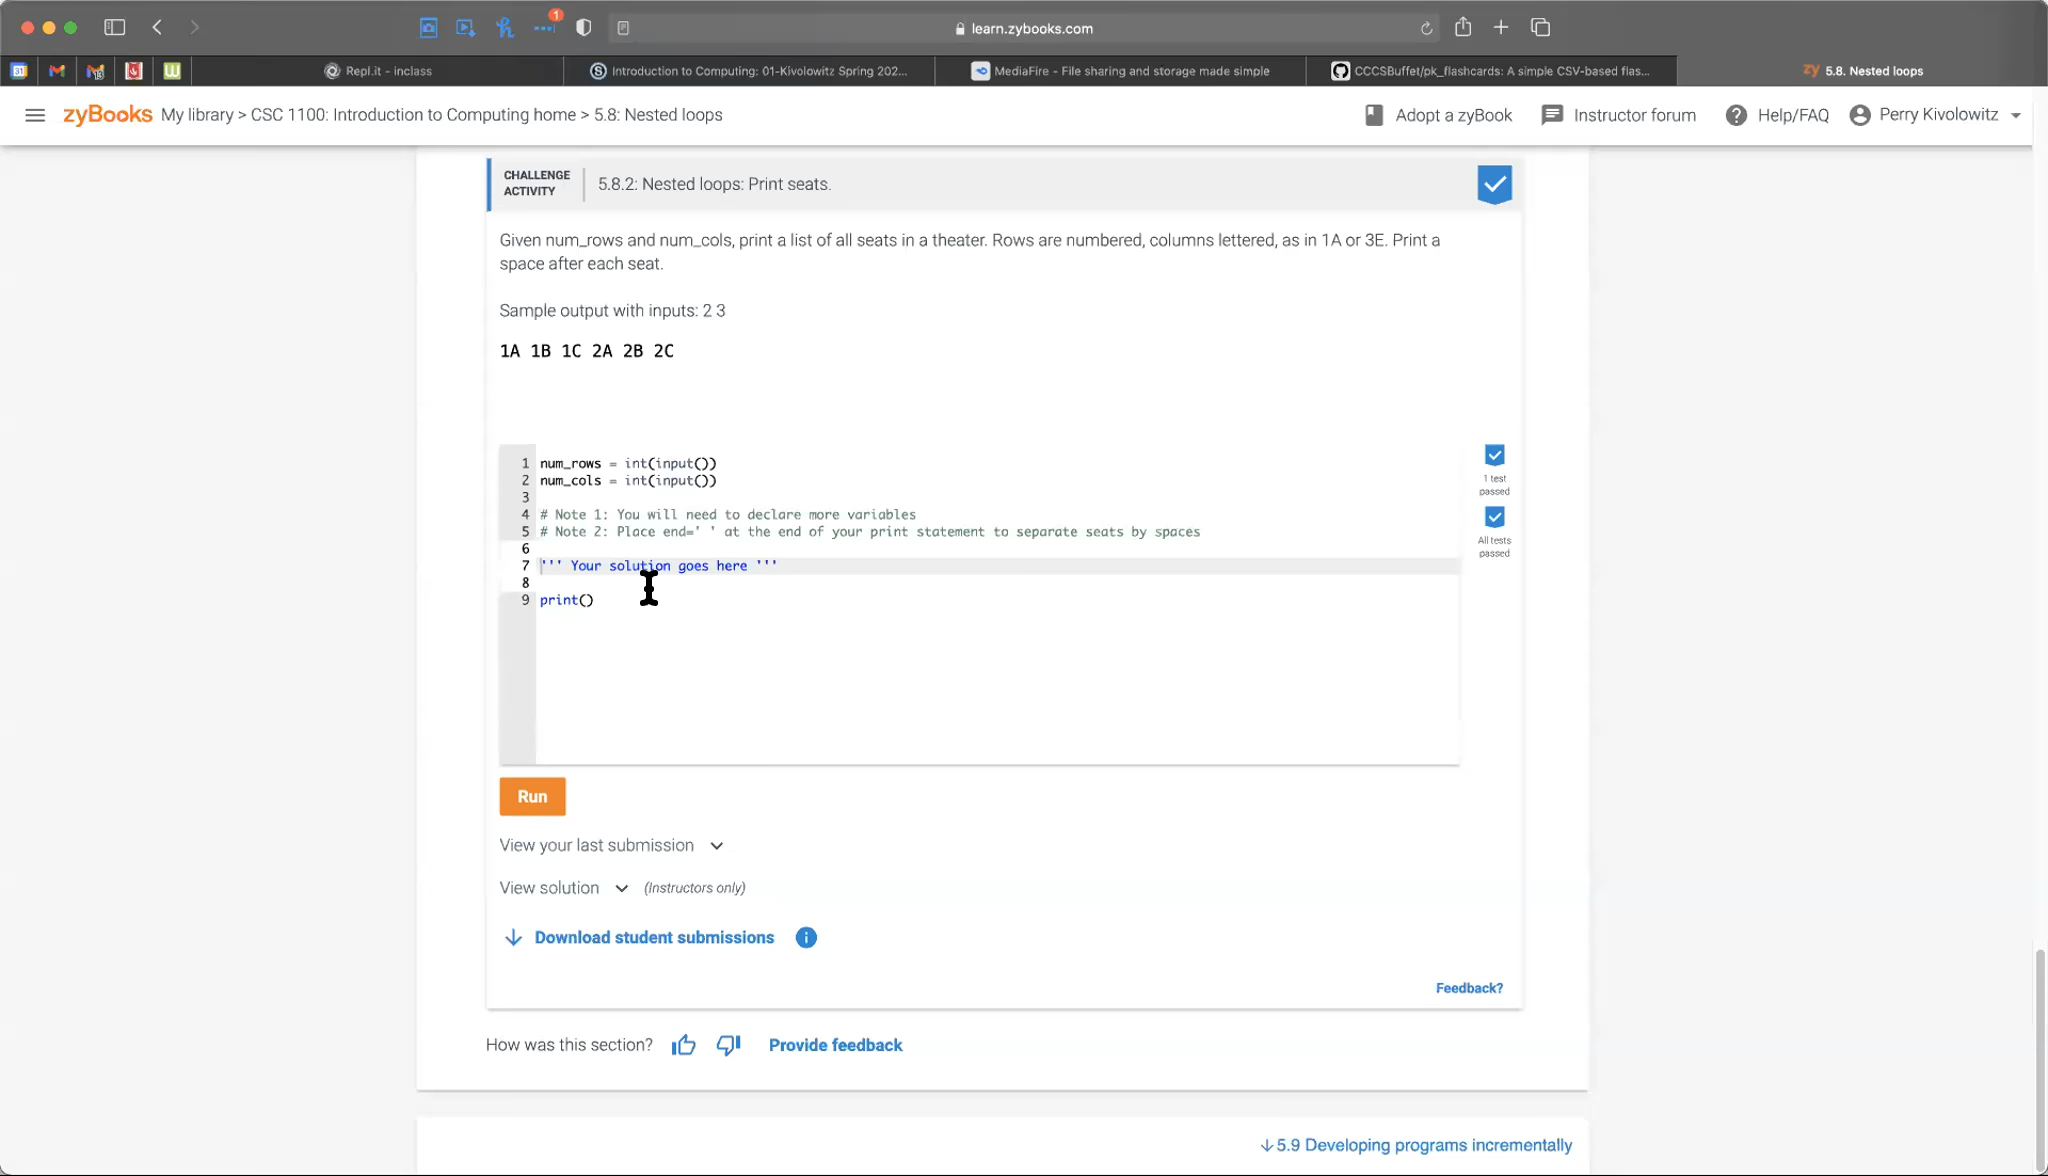 1
learn.zybooks.com
31
13
W
Repl.it - inclass
Introduction to Computing: 01-Kivolowitz Spring 202...
MediaFire - File sharing and storage made simple
CCCSBuffet/pk_flashcards: A simple CSV-based flas...
zy 5.8. Nested loops
zyBooks My library > CSC 1100: Introduction to Computing home > 5.8: Nested loops
Adopt a zyBook
Instructor forum
? Help/FAQ
Perry Kivolowitz
CHALLENGE
ACTIVITY
5.8.2: Nested loops: Print seats.
Given num_rows and num_cols, print a list of all seats in a theater. Rows are numbered, columns lettered, as in 1A or 3E. Print a
space after each seat.
Sample output with inputs: 2 3
1A 1B 1C 2A 2B 2C
1 num_rows = int(input())
2 num_cols = int(input())
3
4 # Note 1: You will need to declare more variables
5 # Note 2: Place end=' ' at the end of your print statement to separate seats by spaces
6
7 ''' Your solution goes here '''
8
9 print()
1 test
passed
All tests
passed
Run
View your last submission
View solution (Instructors only)
Download student submissions i
Feedback?
How was this section?
Provide feedback
5.9 Developing programs incrementally